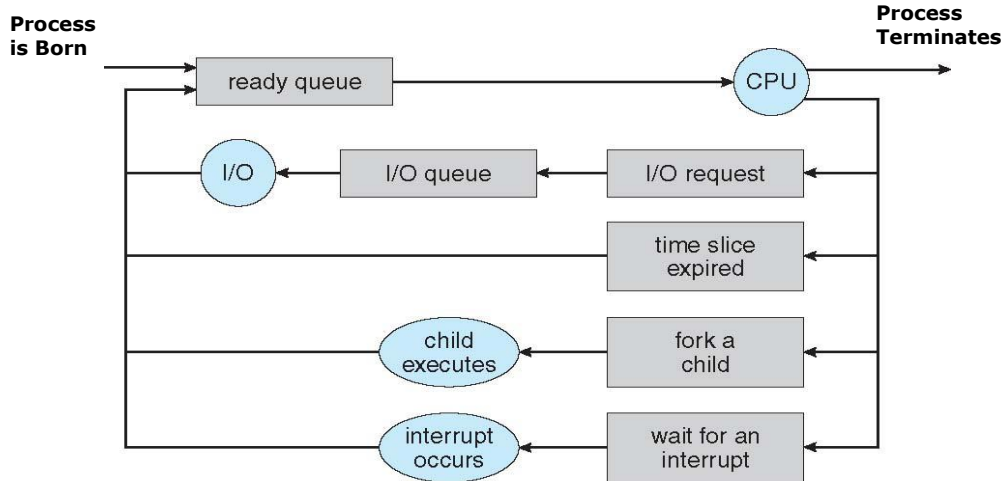 Process
is Born
Process
Terminates
ready queue
CPU
I/O
I/O queue
I/O request
time slice
expired
child
executes
fork a
child
interrupt
occurs
wait for an
interrupt